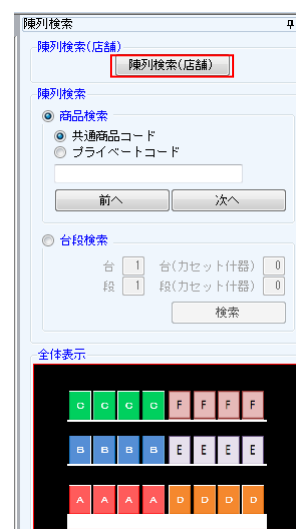 陳列検索
陳列検索(店舗)
陳列検索(店舗)
陳列検索
商品検索
共通商品コード
プライベートコード
前へ 次へ
台段検索
台 1 台(カセット什器) 0
段 1 段(カセット什器) 0
検索
全体表示
C C C C F F F F
B B B B E E E E
A A A A D D D D